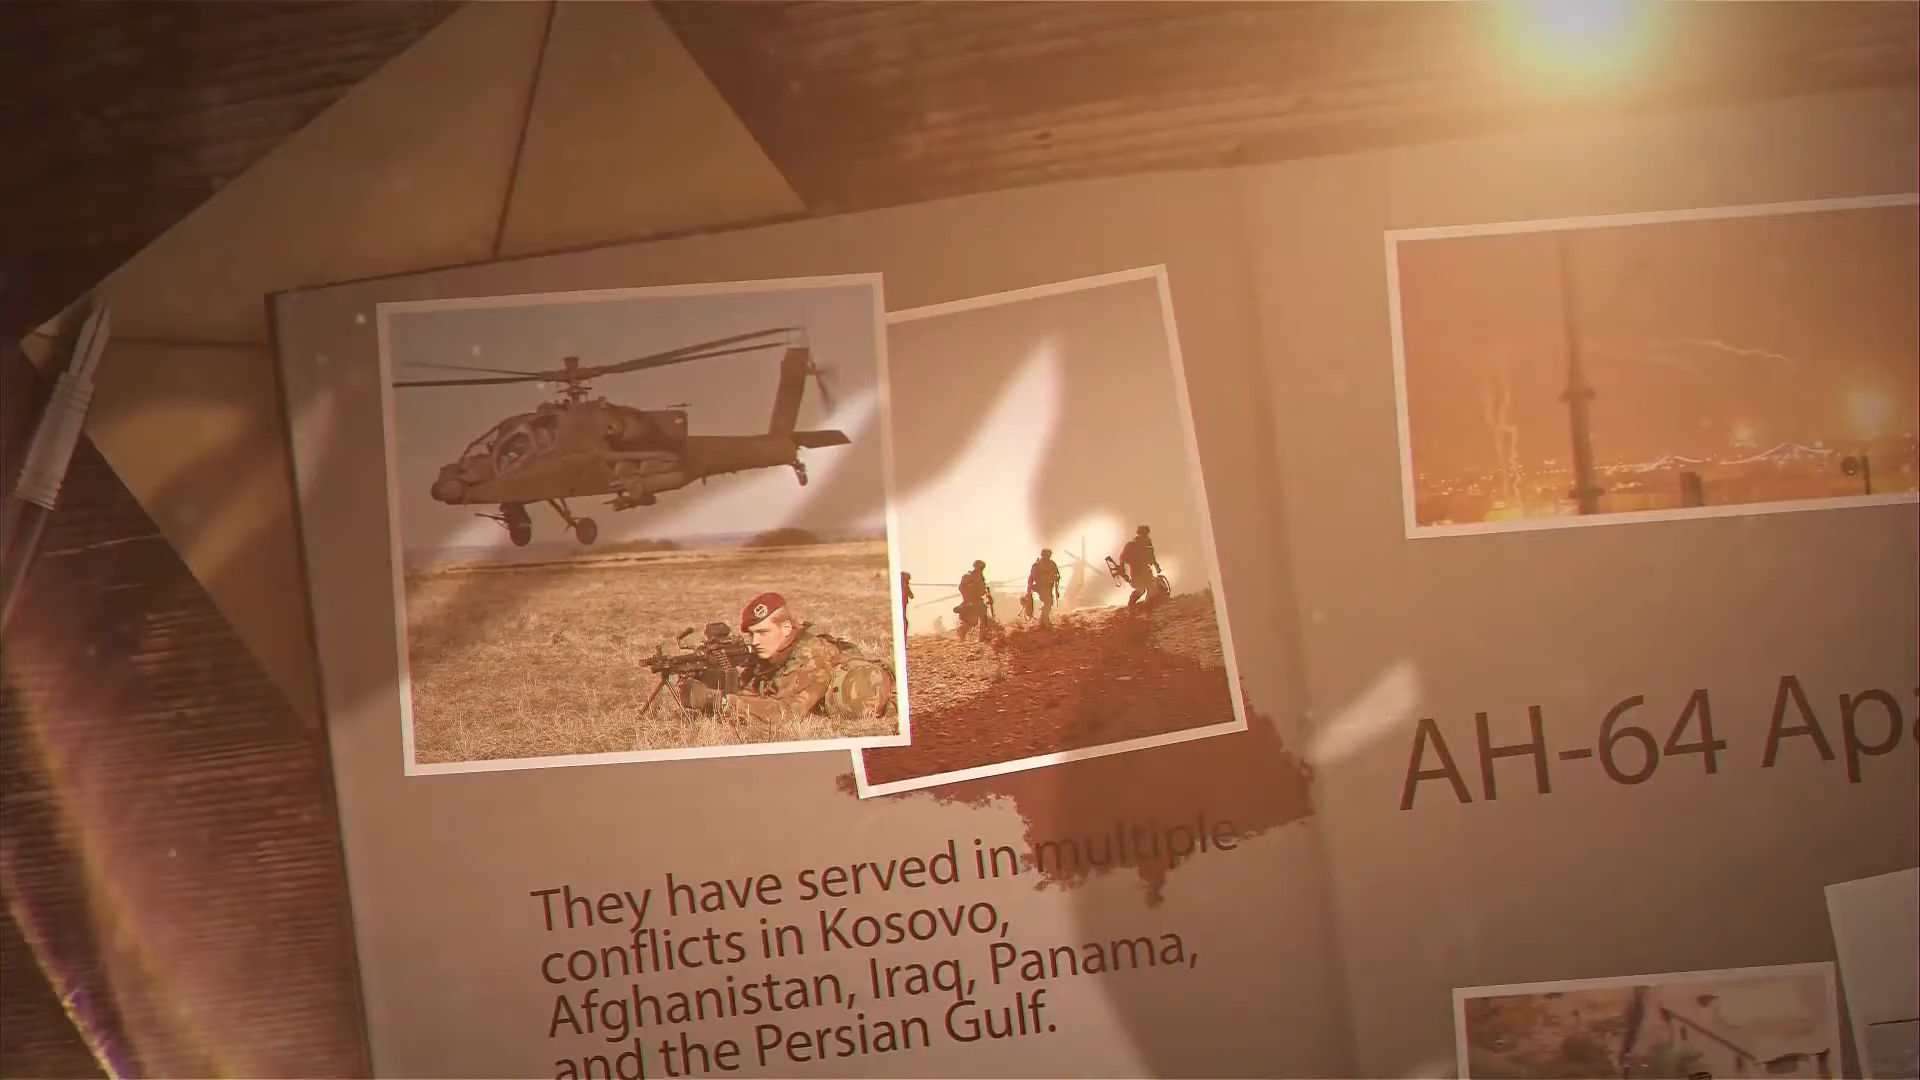 They have served in multiple
conflicts in Kosovo,
Afghanistan, Iraq, Panama,
and the Persian Gulf.
AH-64